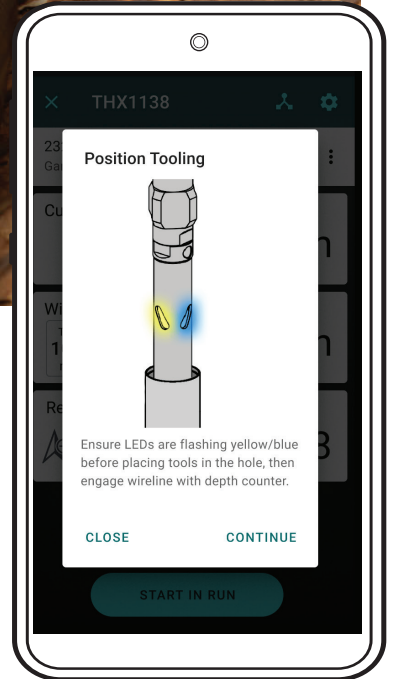 THX1138
Position Tooling
Ensure LEDs are flashing yellow/blue
before placing tools in the hole, then
engage wireline with depth counter.
CLOSE
CONTINUE
START IN RUN